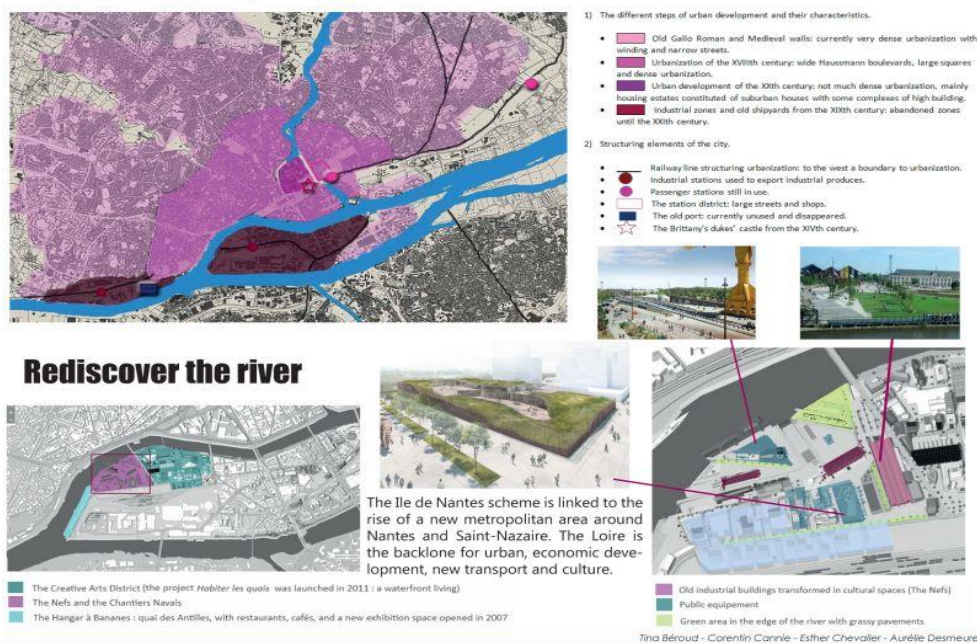 1) The different steps of urban development and their characteristics.
• Old Gallo Roman and Medieval walls: currently very dense urbanization with
winding and narrow streets.
• Urbanization of the XVIIIth century: wide Haussmann boulevards, large squares
and dense urbanization.
• Urban development of the XXth century: not much dense urbanization, mainly
housing estates constituted of suburban houses with some complexes of high building.
• Industrial zones and old shipyards from the XIXth century: abandoned zones
until the XXIth century.
2) Structuring elements of the city.
• Railway line structuring urbanization: to the west a boundary to urbanization.
• Industrial stations used to export industrial produces.
• Passenger stations still in use.
• The station district: large streets and shops.
• The old port: currently unused and disappeared.
• The Brittany's dukes' castle from the XIVth century.
Rediscover the river
The Ile de Nantes scheme is linked to the
rise of a new metropolitan area around
Nantes and Saint-Nazaire. The Loire is
the backlone for urban, economic deve-
lopment, new transport and culture.
The Creative Arts District (the project Habiter les quais was launched in 2011 : a waterfront living)
The Nefs and the Chantiers Navals
The Hangar à Bananes : quai des Antilles, with restaurants, cafés, and a new exhibition space opened in 2007
Old industrial buildings transformed in cultural spaces (The Nefs)
Public equipement
Green area in the edge of the river with grassy pavements
Tina Béroud - Corentin Cannie - Esther Chevalier - Aurélie Desmeure